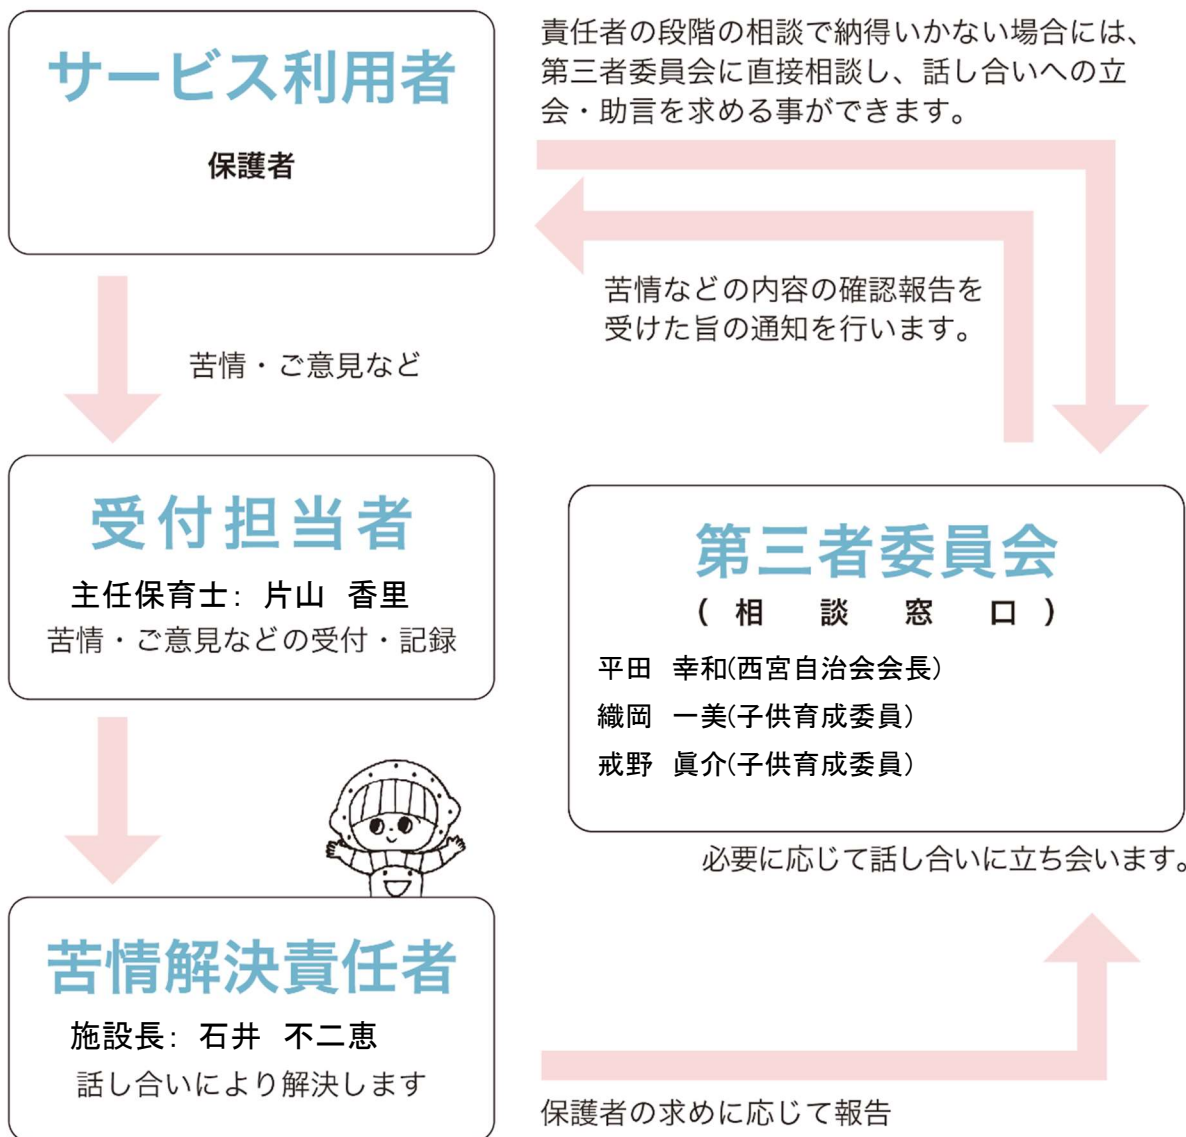 サービス利用者
保護者
責任者の段階の相談で納得いかない場合には、
第三者委員会に直接相談し、話し合いへの立
会・助言を求める事ができます。
苦情などの内容の確認報告を
受けた旨の通知を行います。
苦情・ご意見など
受付担当者
主任保育士： 片山 香里
苦情・ご意見などの受付・記録
第三者委員会
(相談窓口)
平田 幸和(西宮自治会会長)
織岡 一美(子供育成委員)
戒野 眞介(子供育成委員)
必要に応じて話し合いに立ち会います。
苦情解決責任者
施設長： 石井 不二恵
話し合いにより解決します
保護者の求めに応じて報告